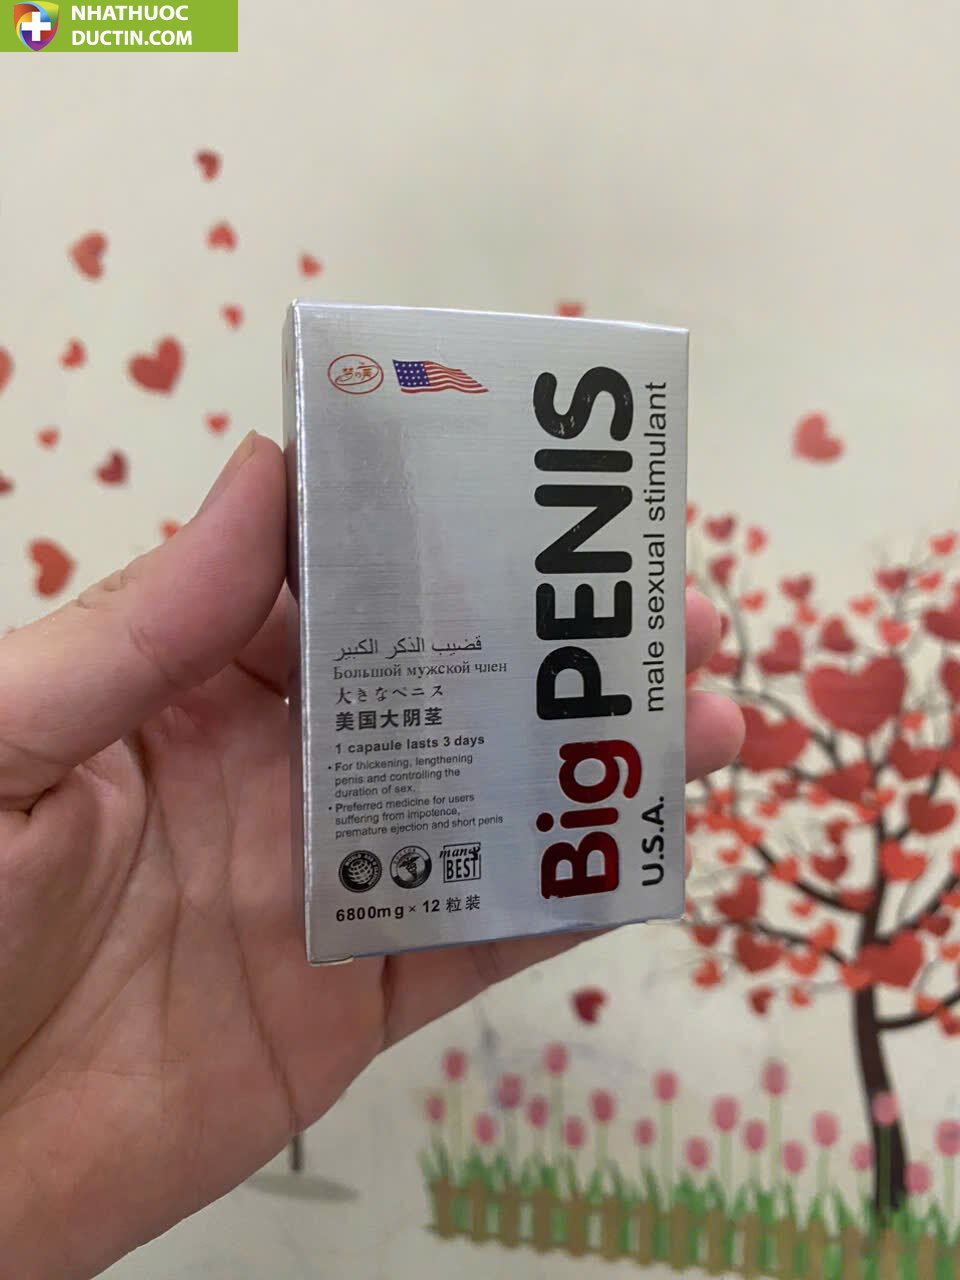 NHATHUOC
DUCTIN.COM
Big PENIS
U.S.A. male sexual stimulant
قضيب الذكر الكبير
Большой мужской член
大きなペニス
美国大阴茎
1 capaule lasts 3 days
• For thickening, lengthening
penis and controlling the
duration of sex.
• Preferred medicine for users
suffering from impotence,
premature ejection and short penis
man
BEST
6800mg × 12 粒装